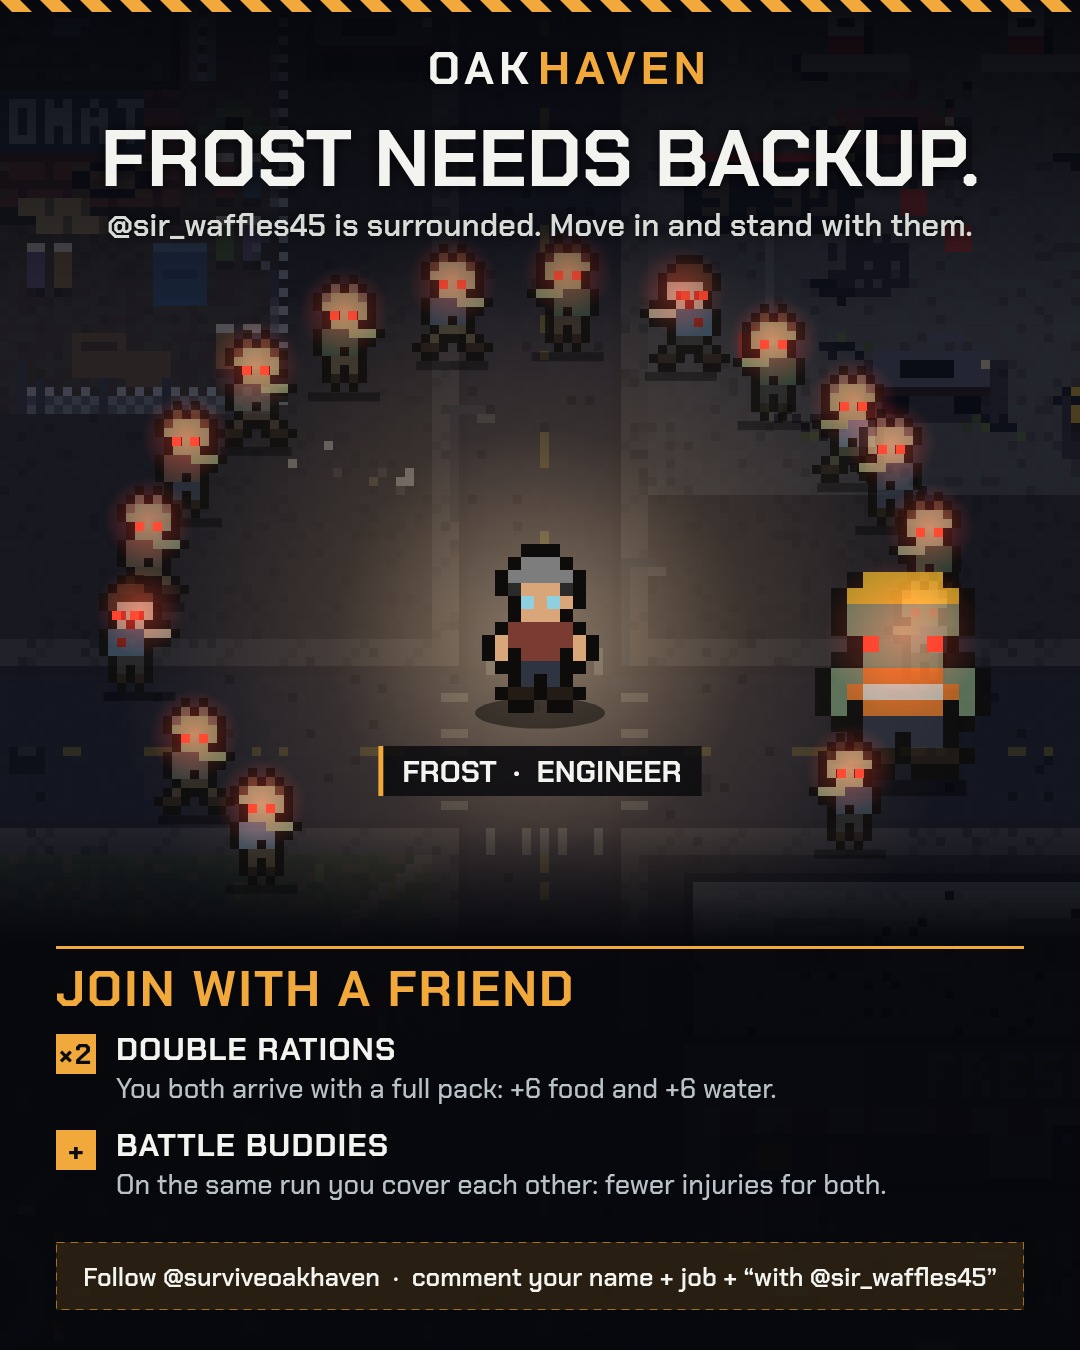 OAKHAVEN
FROST NEEDS BACKUP.
@sir_waffles45 is surrounded. Move in and stand with them.
FROST · ENGINEER
JOIN WITH A FRIEND
×2 DOUBLE RATIONS
You both arrive with a full pack: +6 food and +6 water.
+ BATTLE BUDDIES
On the same run you cover each other: fewer injuries for both.
Follow @surviveoakhaven · comment your name + job + “with @sir_waffles45”